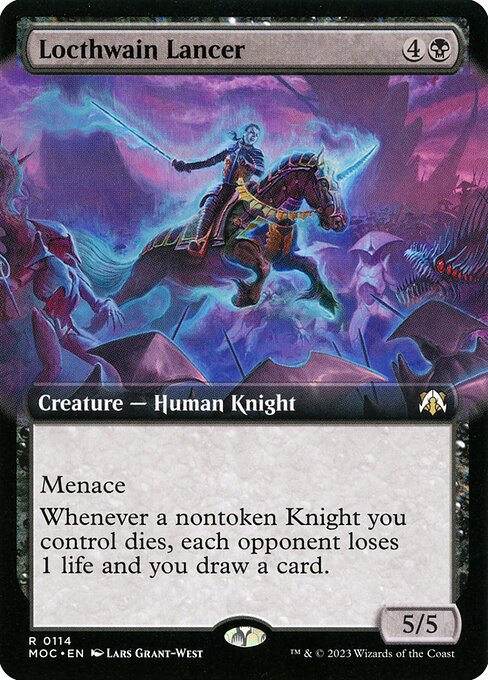 Locthwain Lancer 4
Creature — Human Knight
Menace
Whenever a nontoken Knight you
control dies, each opponent loses
1 life and you draw a card.
5/5
R 0114
MOC • EN Lars Grant-West
™ & © 2023 Wizards of the Coast